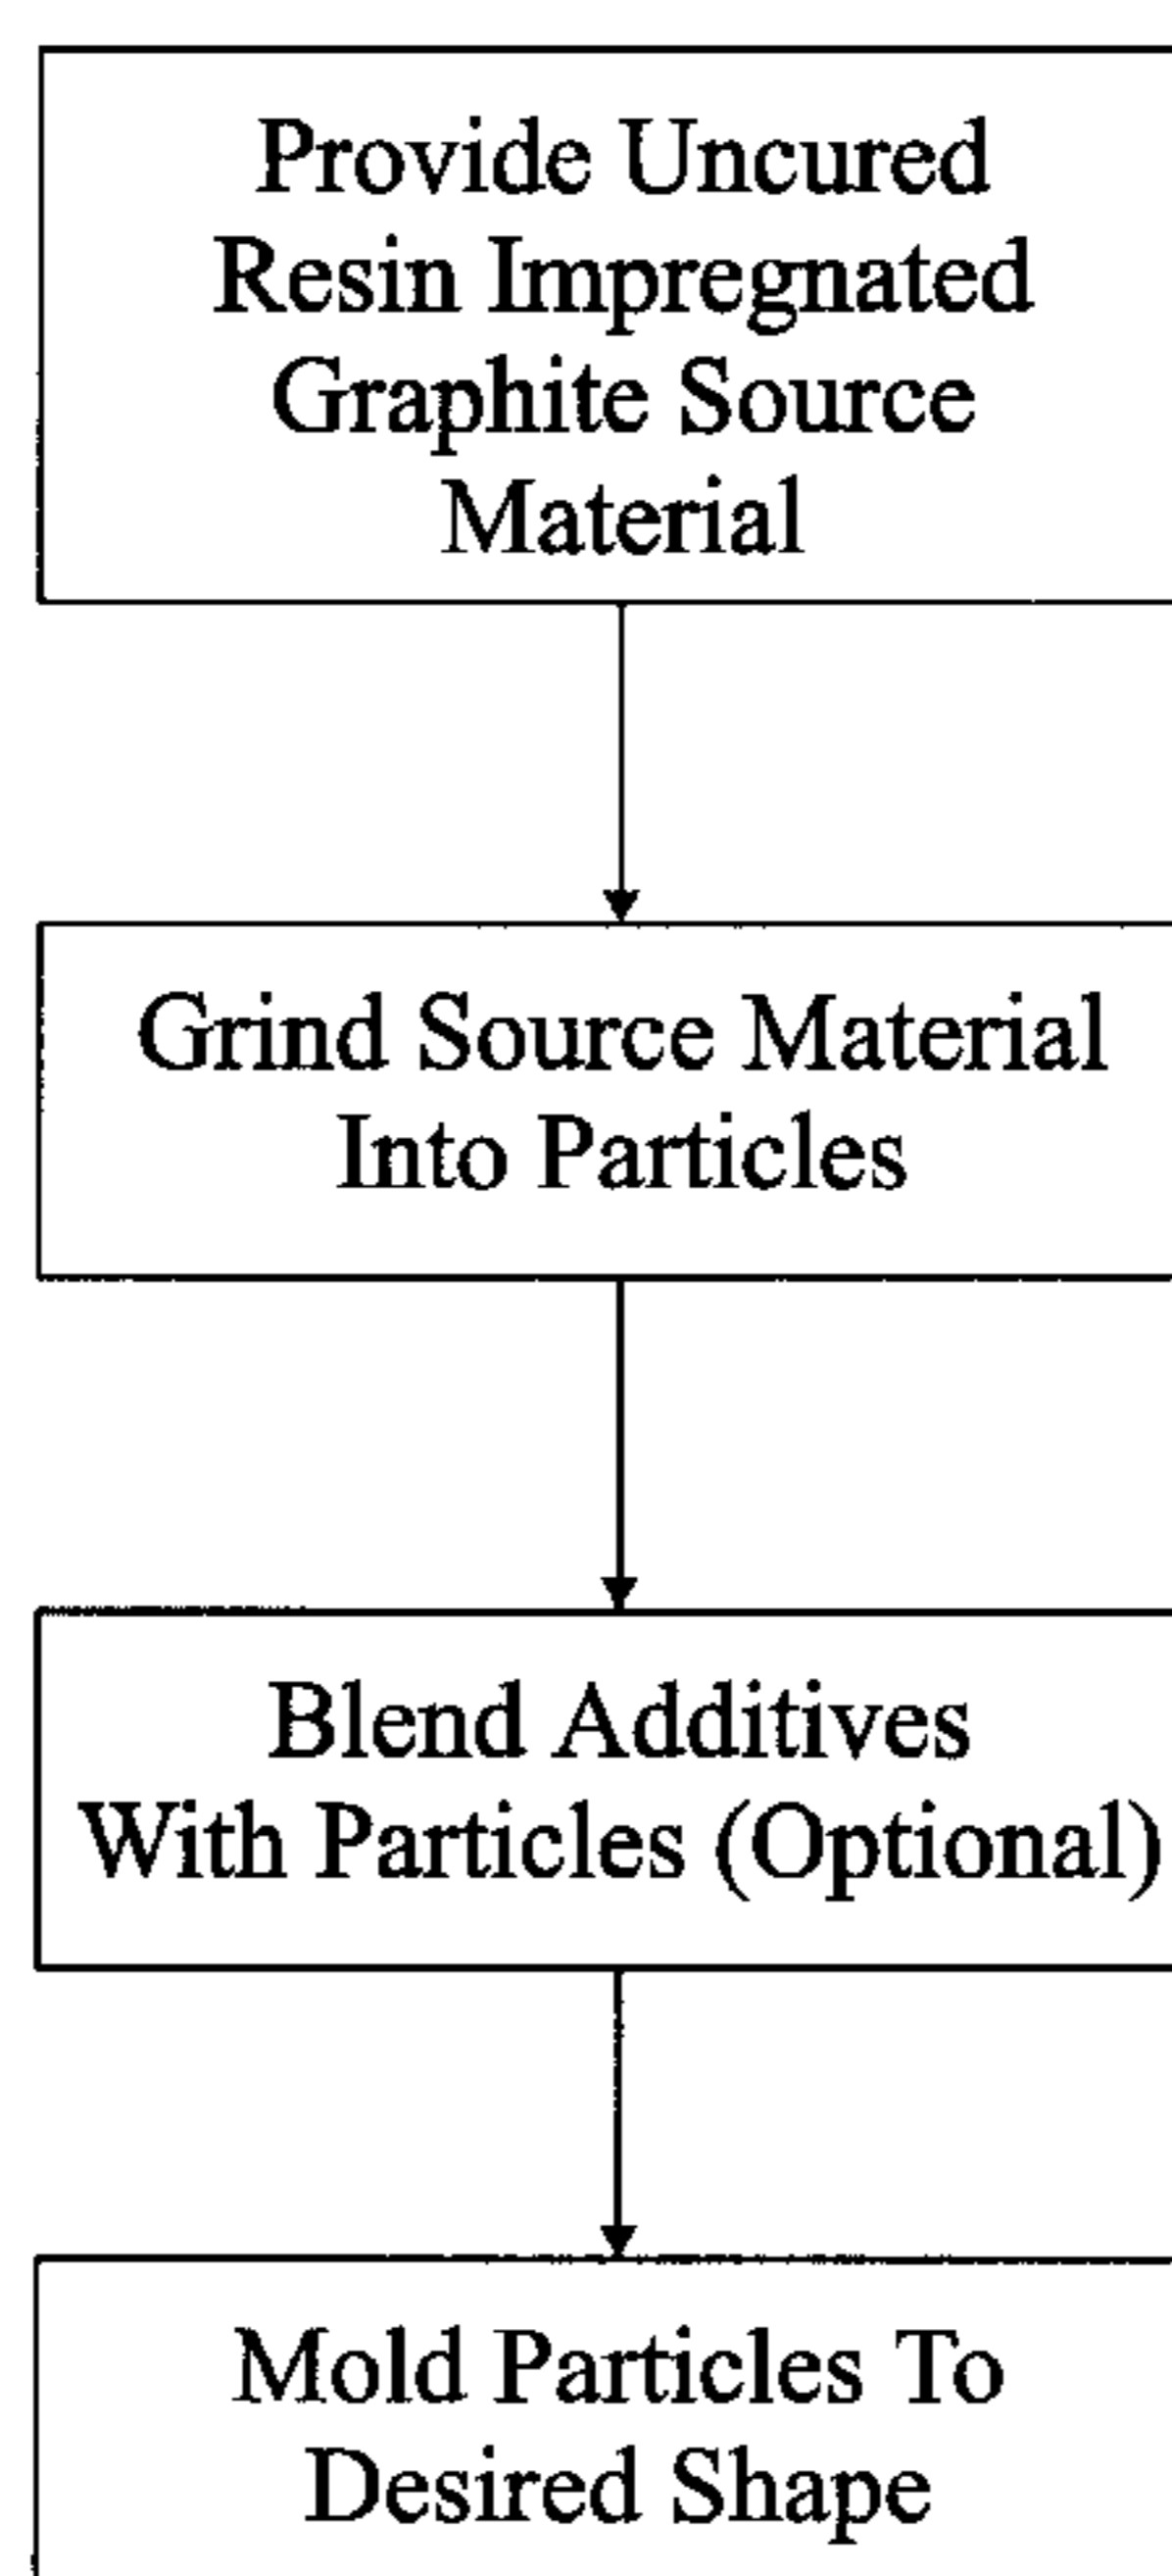 Provide Uncured
Resin Impregnated
Graphite Source
Material
Grind Source Material
Into Particles
Blend Additives
With Particles (Optional)
Mold Particles To
Desired Shape